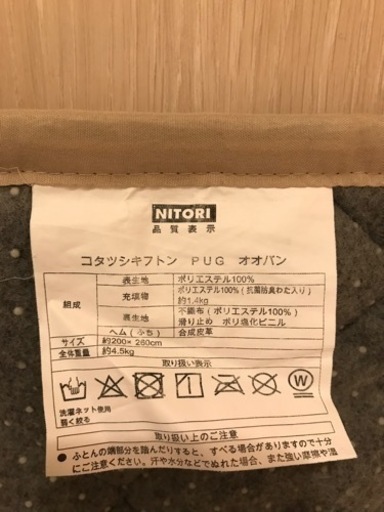 NITORI
品質表示
コタツシキフトン PUG オオバン
組成 表生地 ポリエステル100%
充填物 ポリエステル100%(抗菌防臭わた入り) 約1.4kg
裏生地 不織布(ポリエステル100%) 滑り止め ポリ塩化ビニル
ヘム(ふち) 合成皮革
サイズ 約200×260cm
全体重量 約4.5kg
取り扱い表示
W
洗濯ネット使用
弱く絞る
取り扱い上のご注意
● ふとんの端部分を踏んだりすると、すべる場合がありますので十分
にご注意ください。汗や水分などでぬれた場合、また強い摩擦や温